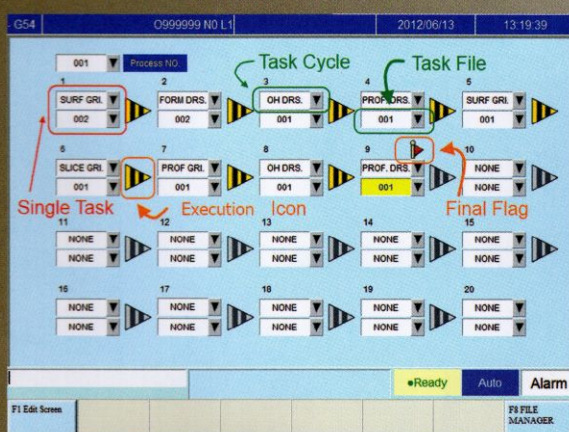 G54 O999999 N0 L1 2012/06/13 13:19:39
001 Process NO. Task Cycle Task File
1 2 3 4 5
SURF GRI. FORM DRS. OH DRS. PROF. DRS. SURF GRI.
002 002 001 001 001
6 7 8 9 10
SLICE GRI. PROF GRI. OH DRS. PROF. DRS. NONE
001 001 001 001 NONE
Single Task Execution Icon Final Flag
11 12 13 14 15
NONE NONE NONE NONE NONE
NONE NONE NONE NONE NONE
16 17 18 19 20
NONE NONE NONE NONE NONE
NONE NONE NONE NONE NONE
●Ready Auto Alarm
F1 Edit Screen F8 FILE
MANAGER